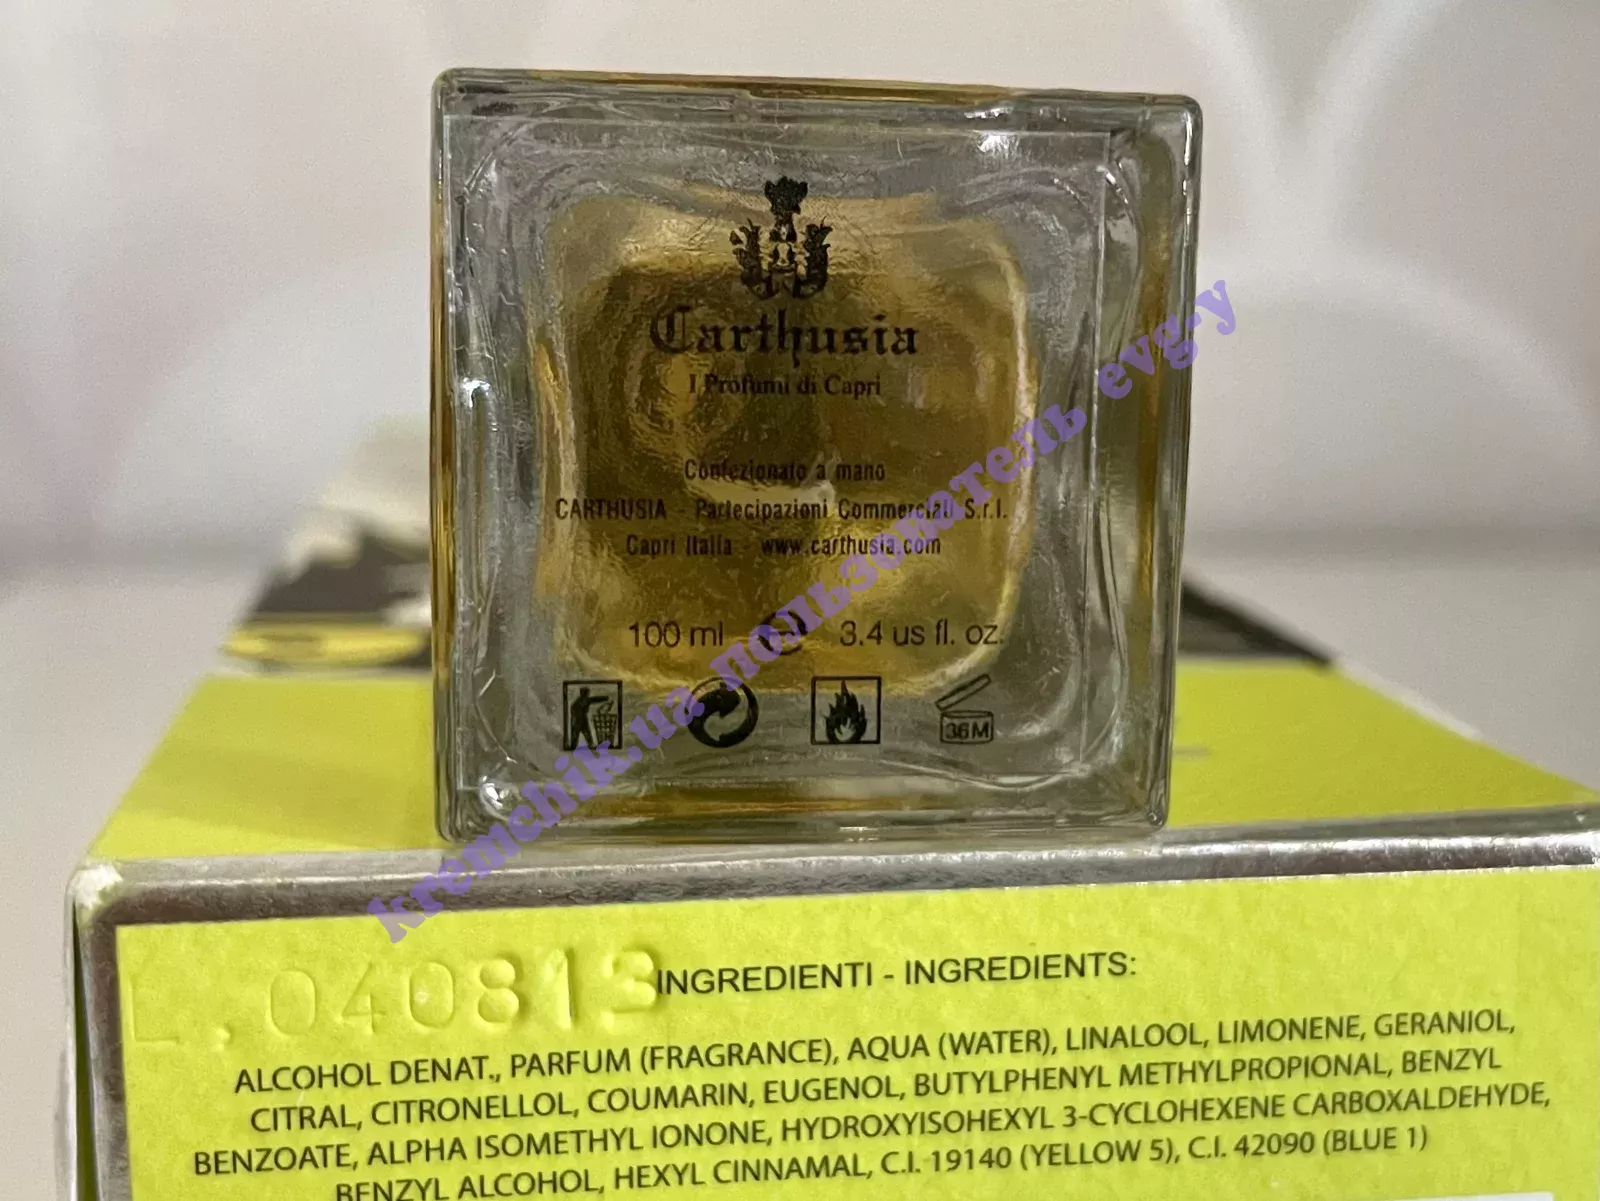 Carthusia
I Profumi di Capri
Confezionato a mano
CARTHUSIA - Partecipazioni Commerciali S.r.l.
Capri Italia - www.carthusia.com
100 ml e 3.4 us fl. oz.
36M
kremchik.ua пользователь evg-y
L.040813
INGREDIENTI - INGREDIENTS:
ALCOHOL DENAT., PARFUM (FRAGRANCE), AQUA (WATER), LINALOOL, LIMONENE, GERANIOL,
CITRAL, CITRONELLOL, COUMARIN, EUGENOL, BUTYLPHENYL METHYLPROPIONAL, BENZYL
BENZOATE, ALPHA ISOMETHYL IONONE, HYDROXYISOHEXYL 3-CYCLOHEXENE CARBOXALDEHYDE,
BENZYL ALCOHOL, HEXYL CINNAMAL, C.I. 19140 (YELLOW 5), C.I. 42090 (BLUE 1)